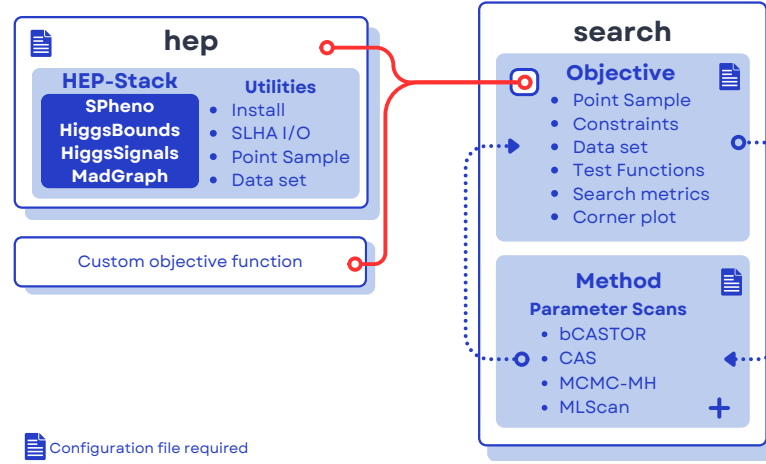 hep
HEP-Stack
SPheno
HiggsBounds
HiggsSignals
MadGraph
Utilities
Install
SLHA I/O
Point Sample
Data set
Custom objective function
Configuration file required
search
Objective
Point Sample
Constraints
Data set
Test Functions
Search metrics
Corner plot
Method
Parameter Scans
bCASTOR
CAS
MCMC-MH
MLScan